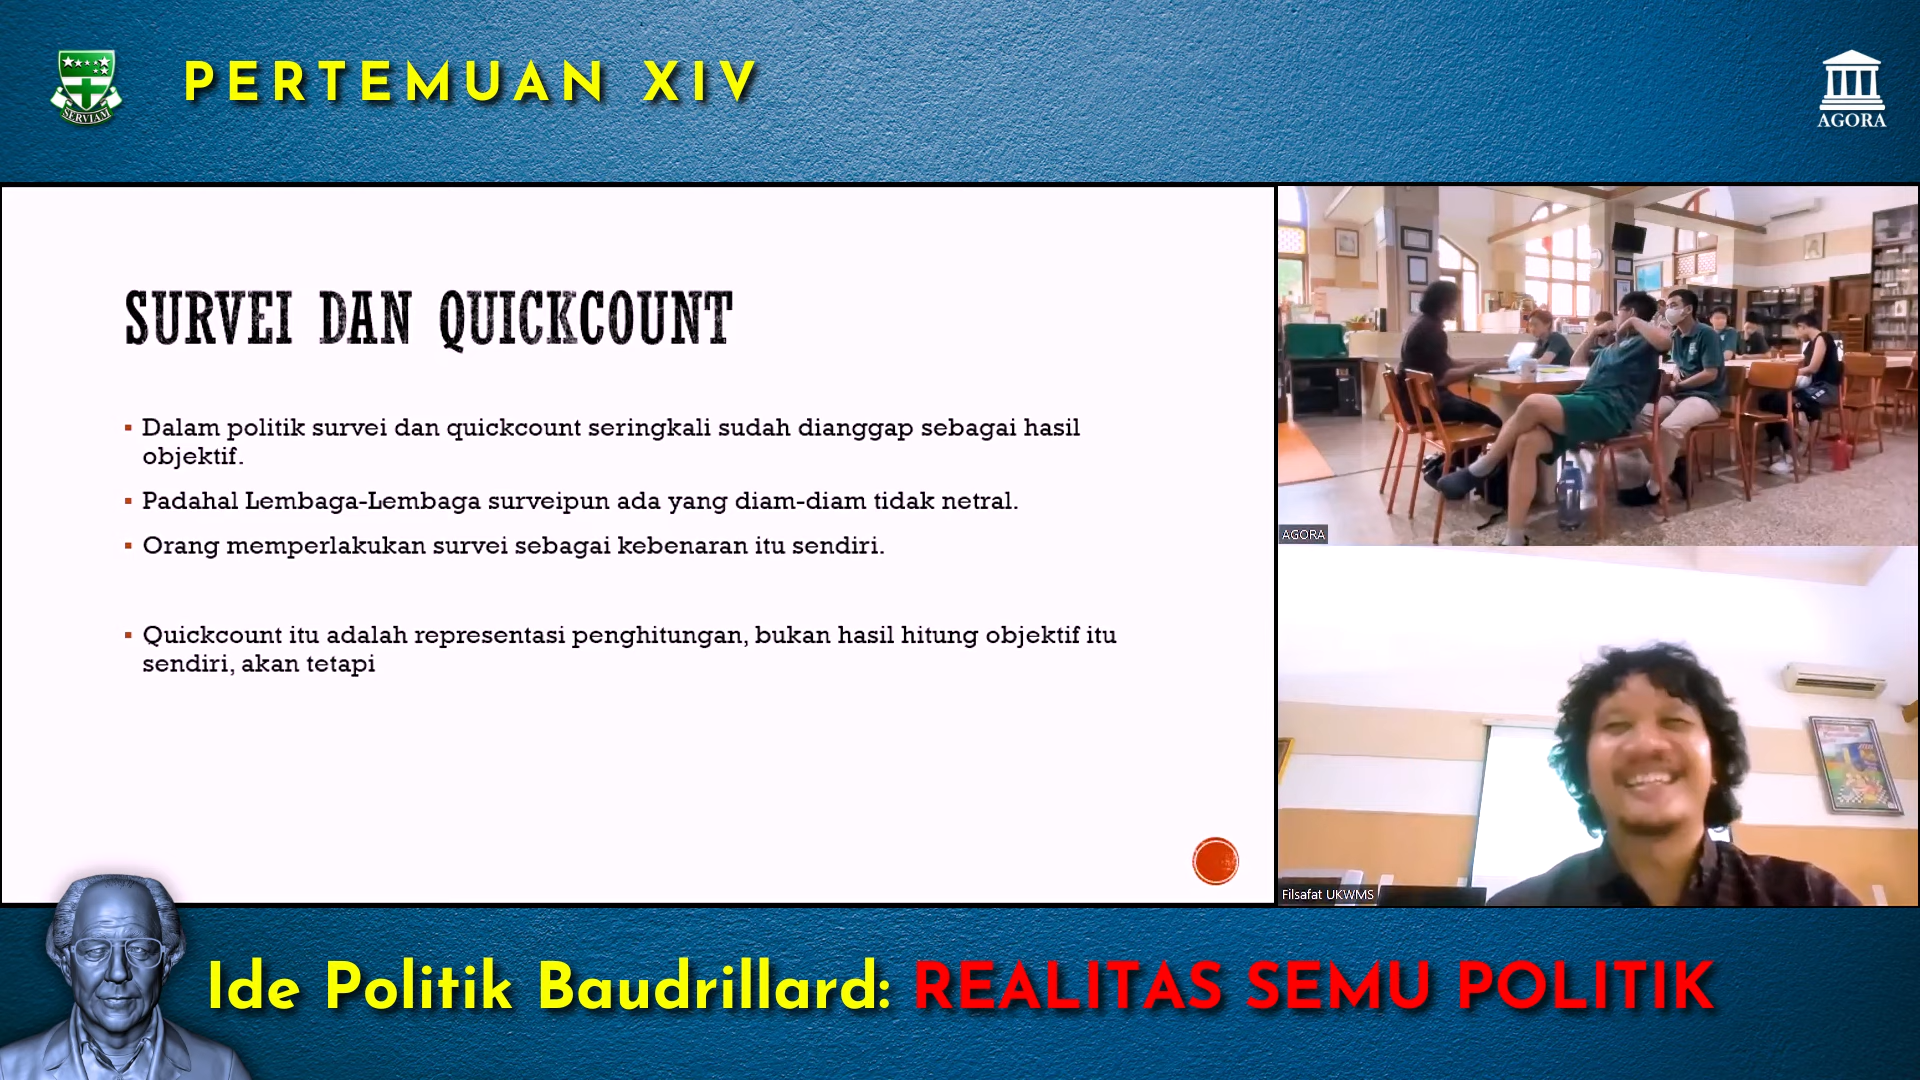 PERTEMUAN XIV
SERVIAM
AGORA
SURVEI DAN QUICKCOUNT
▪ Dalam politik survei dan quickcount seringkali sudah dianggap sebagai hasil
objektif.
▪ Padahal Lembaga-Lembaga surveipun ada yang diam-diam tidak netral.
▪ Orang memperlakukan survei sebagai kebenaran itu sendiri.
▪ Quickcount itu adalah representasi penghitungan, bukan hasil hitung objektif itu
sendiri, akan tetapi
AGORA
Filsafat UKWMS
Ide Politik Baudrillard: REALITAS SEMU POLITIK